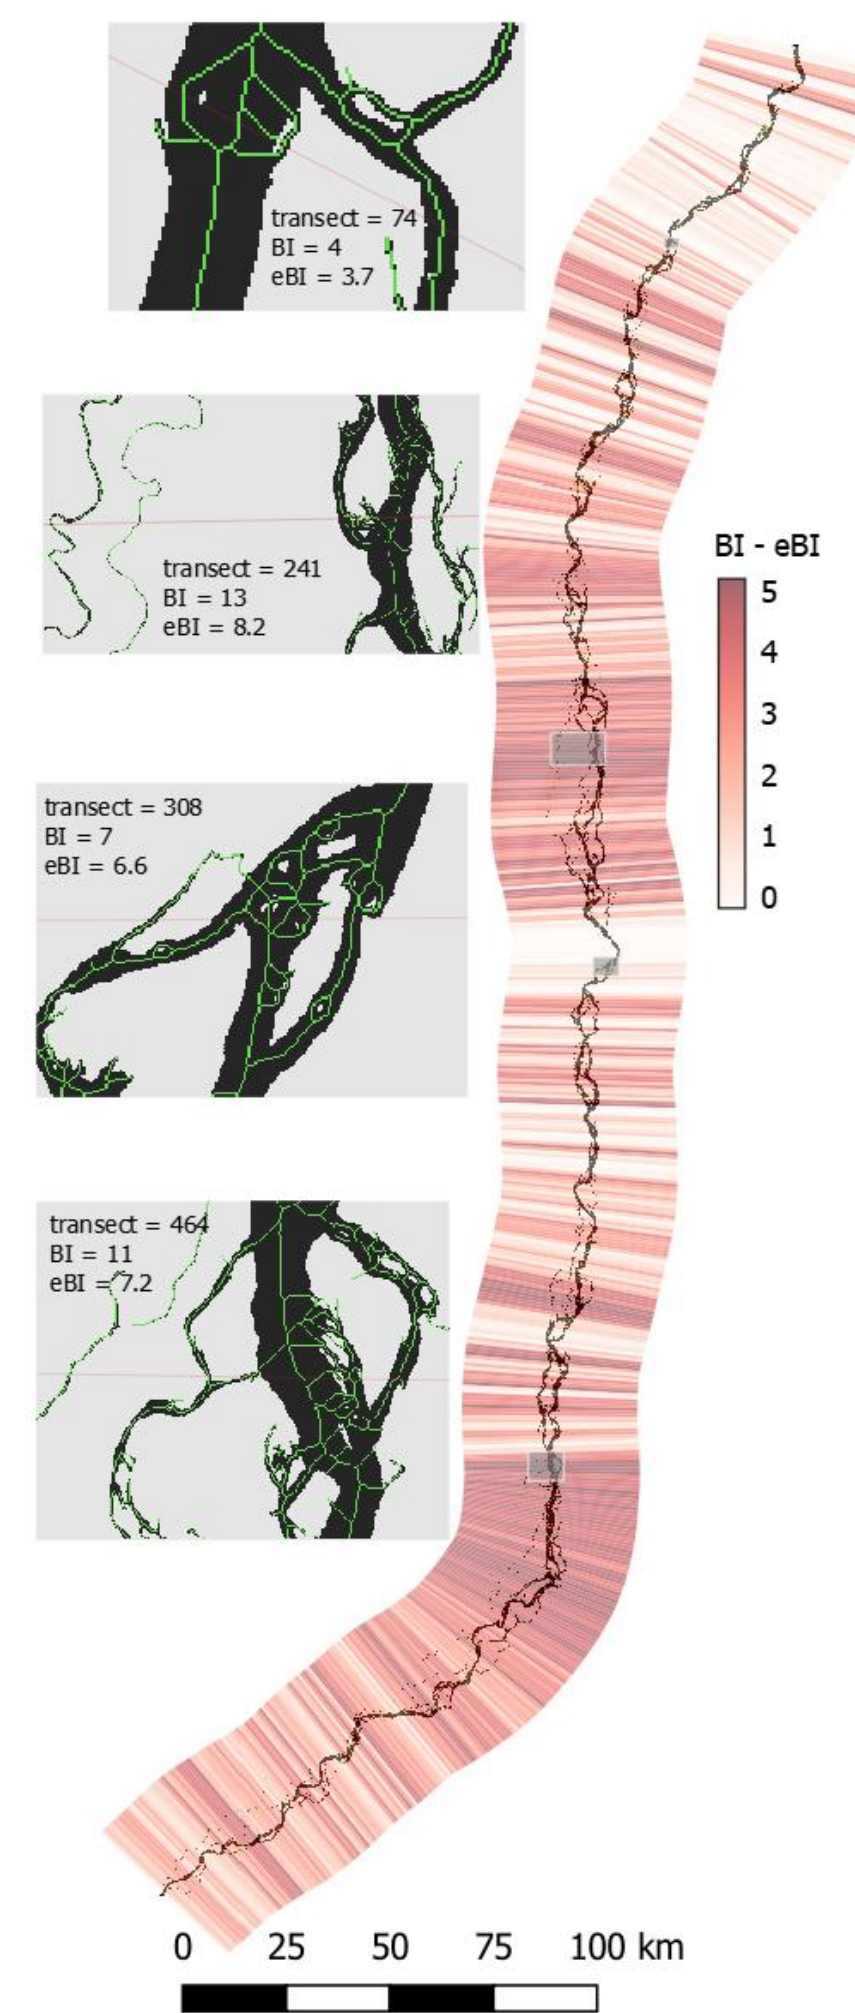 transect = 74
BI = 4
eBI = 3.7
transect = 241
BI = 13
eBI = 8.2
BI - eBI
5
4
3
2
1
0
transect = 308
BI = 7
eBI = 6.6
transect = 464
BI = 11
eBI = 7.2
0 25 50 75 100 km